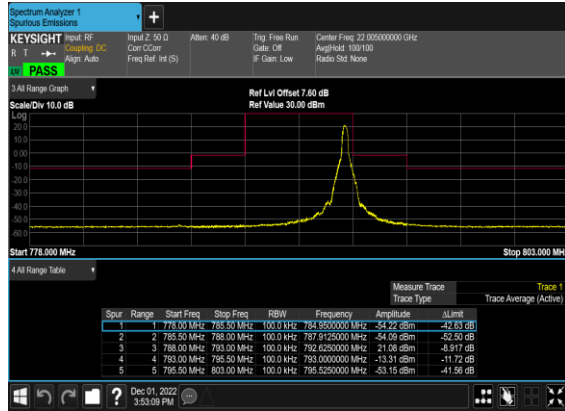 Spectrum Analyzer 1
Spurious Emissions
KEYSIGHT Input: RF Input Z: 50 Ω Atten: 40 dB Trig: Free Run Center Freq: 22.005000000 GHz
R T Coupling: DC Corr CCorr Gate: Off Avg|Hold: 100/100
Align: Auto Freq Ref: Int (S) IF Gain: Low Radio Std: None
LV PASS
3 All Range Graph
Ref Lvl Offset 7.60 dB
Scale/Div 10.0 dB Ref Value 30.00 dBm
Log
20.0
10.0
0.00
-10.0
-20.0
-30.0
-40.0
-50.0
-60.0
Start 778.000 MHz Stop 803.000 MHz
4 All Range Table
Measure Trace Trace 1
Trace Type Trace Average (Active)
Spur Range Start Freq Stop Freq RBW Frequency Amplitude ΔLimit
1 1 778.00 MHz 785.50 MHz 100.0 kHz 784.9500000 MHz -54.22 dBm -42.63 dB
2 2 785.50 MHz 788.00 MHz 100.0 kHz 787.9125000 MHz -54.09 dBm -52.50 dB
3 3 788.00 MHz 793.00 MHz 100.0 kHz 792.6250000 MHz 21.08 dBm -8.917 dB
4 4 793.00 MHz 795.50 MHz 100.0 kHz 793.0000000 MHz -13.31 dBm -11.72 dB
5 5 795.50 MHz 803.00 MHz 100.0 kHz 795.5250000 MHz -53.15 dBm -41.56 dB
? Dec 01, 2022
3:53:09 PM